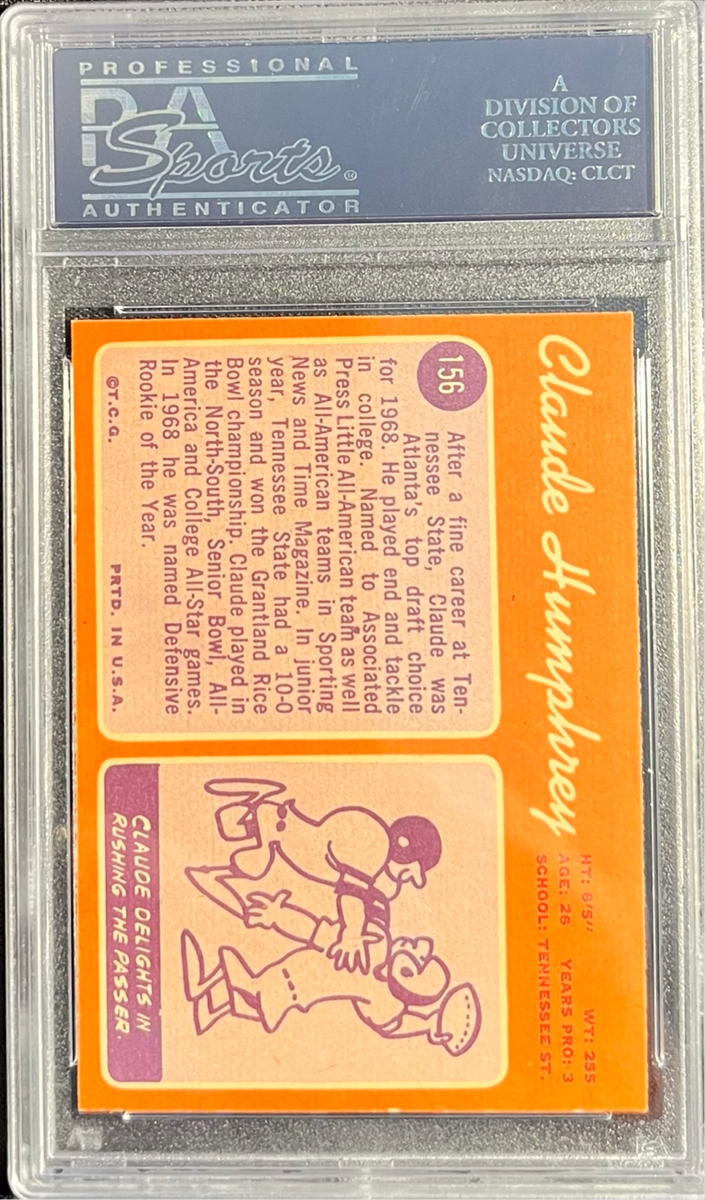 PROFESSIONAL
PSA
Sports®
AUTHENTICATOR
A
DIVISION OF
COLLECTORS
UNIVERSE
NASDAQ: CLCT
Claude Humphrey
HT: 6'5" WT: 255
AGE: 26 YEARS PRO: 3
SCHOOL: TENNESSEE ST.
156
After a fine career at Ten-
nessee State, Claude was
Atlanta's top draft choice
for 1968. He played end and tackle
in college. Named to Associated
Press Little All-American team as well
as All-American teams in Sporting
News and Time Magazine. In junior
year, Tennessee State had a 10-0
season and won the Grantland Rice
Bowl championship. Claude played in
the North-South, Senior Bowl, All-
America and College All-Star games.
In 1968 he was named Defensive
Rookie of the Year.
©T.C.G. PRTD. IN U.S.A.
CLAUDE DELIGHTS IN
RUSHING THE PASSER.